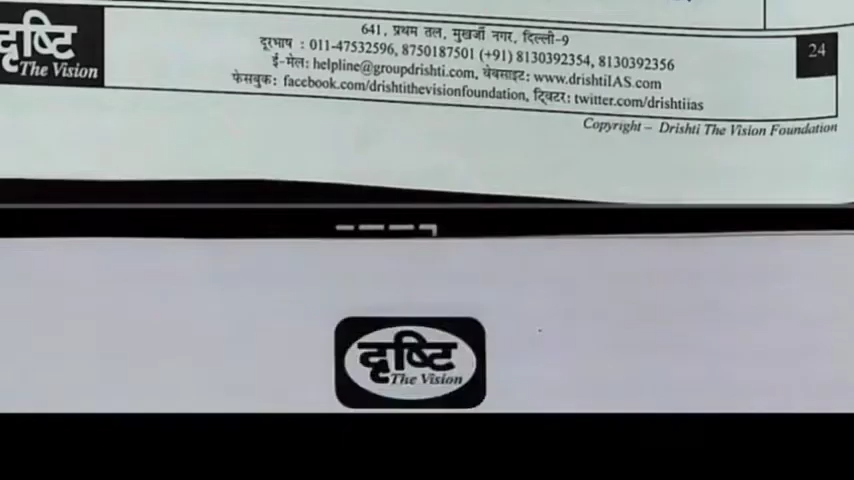 दृष्टि
The Vision
641, प्रथम तल, मुखर्जी नगर, दिल्ली-9
दूरभाष : 011-47532596, 8750187501 (+91) 8130392354, 8130392356
ई-मेल: helpline@groupdrishti.com, वेबसाइट: www.drishtiIAS.com
फेसबुक: facebook.com/drishtithevisionfoundation, ट्विटर: twitter.com/drishtiias
24
Copyright – Drishti The Vision Foundation
दृष्टि
The Vision